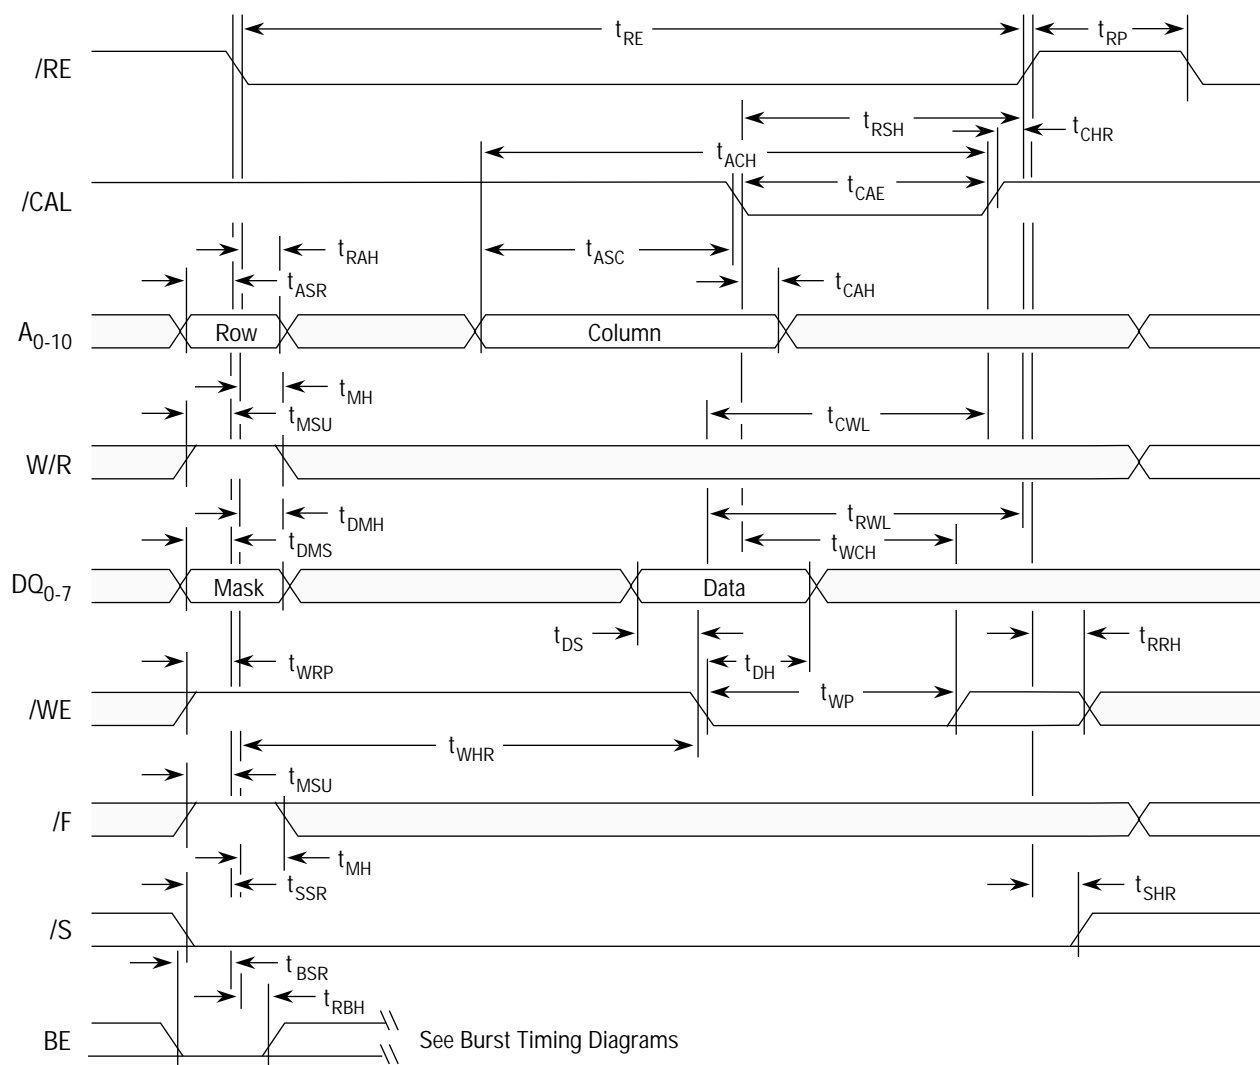 tRE
tRP
/RE
tRSH
tCHR
tACH
/CAL
tCAE
tRAH
tASC
tASR
tCAH
A0-10
Row
Column
tMH
tMSU
tCWL
W/R
tDMH
tRWL
tDMS
tWCH
DQ0-7
Mask
Data
tDS
tRRH
tWRP
tDH
/WE
tWP
tWHR
tMSU
/F
tMH
tSSR
tSHR
/S
tBSR
tRBH
BE
See Burst Timing Diagrams